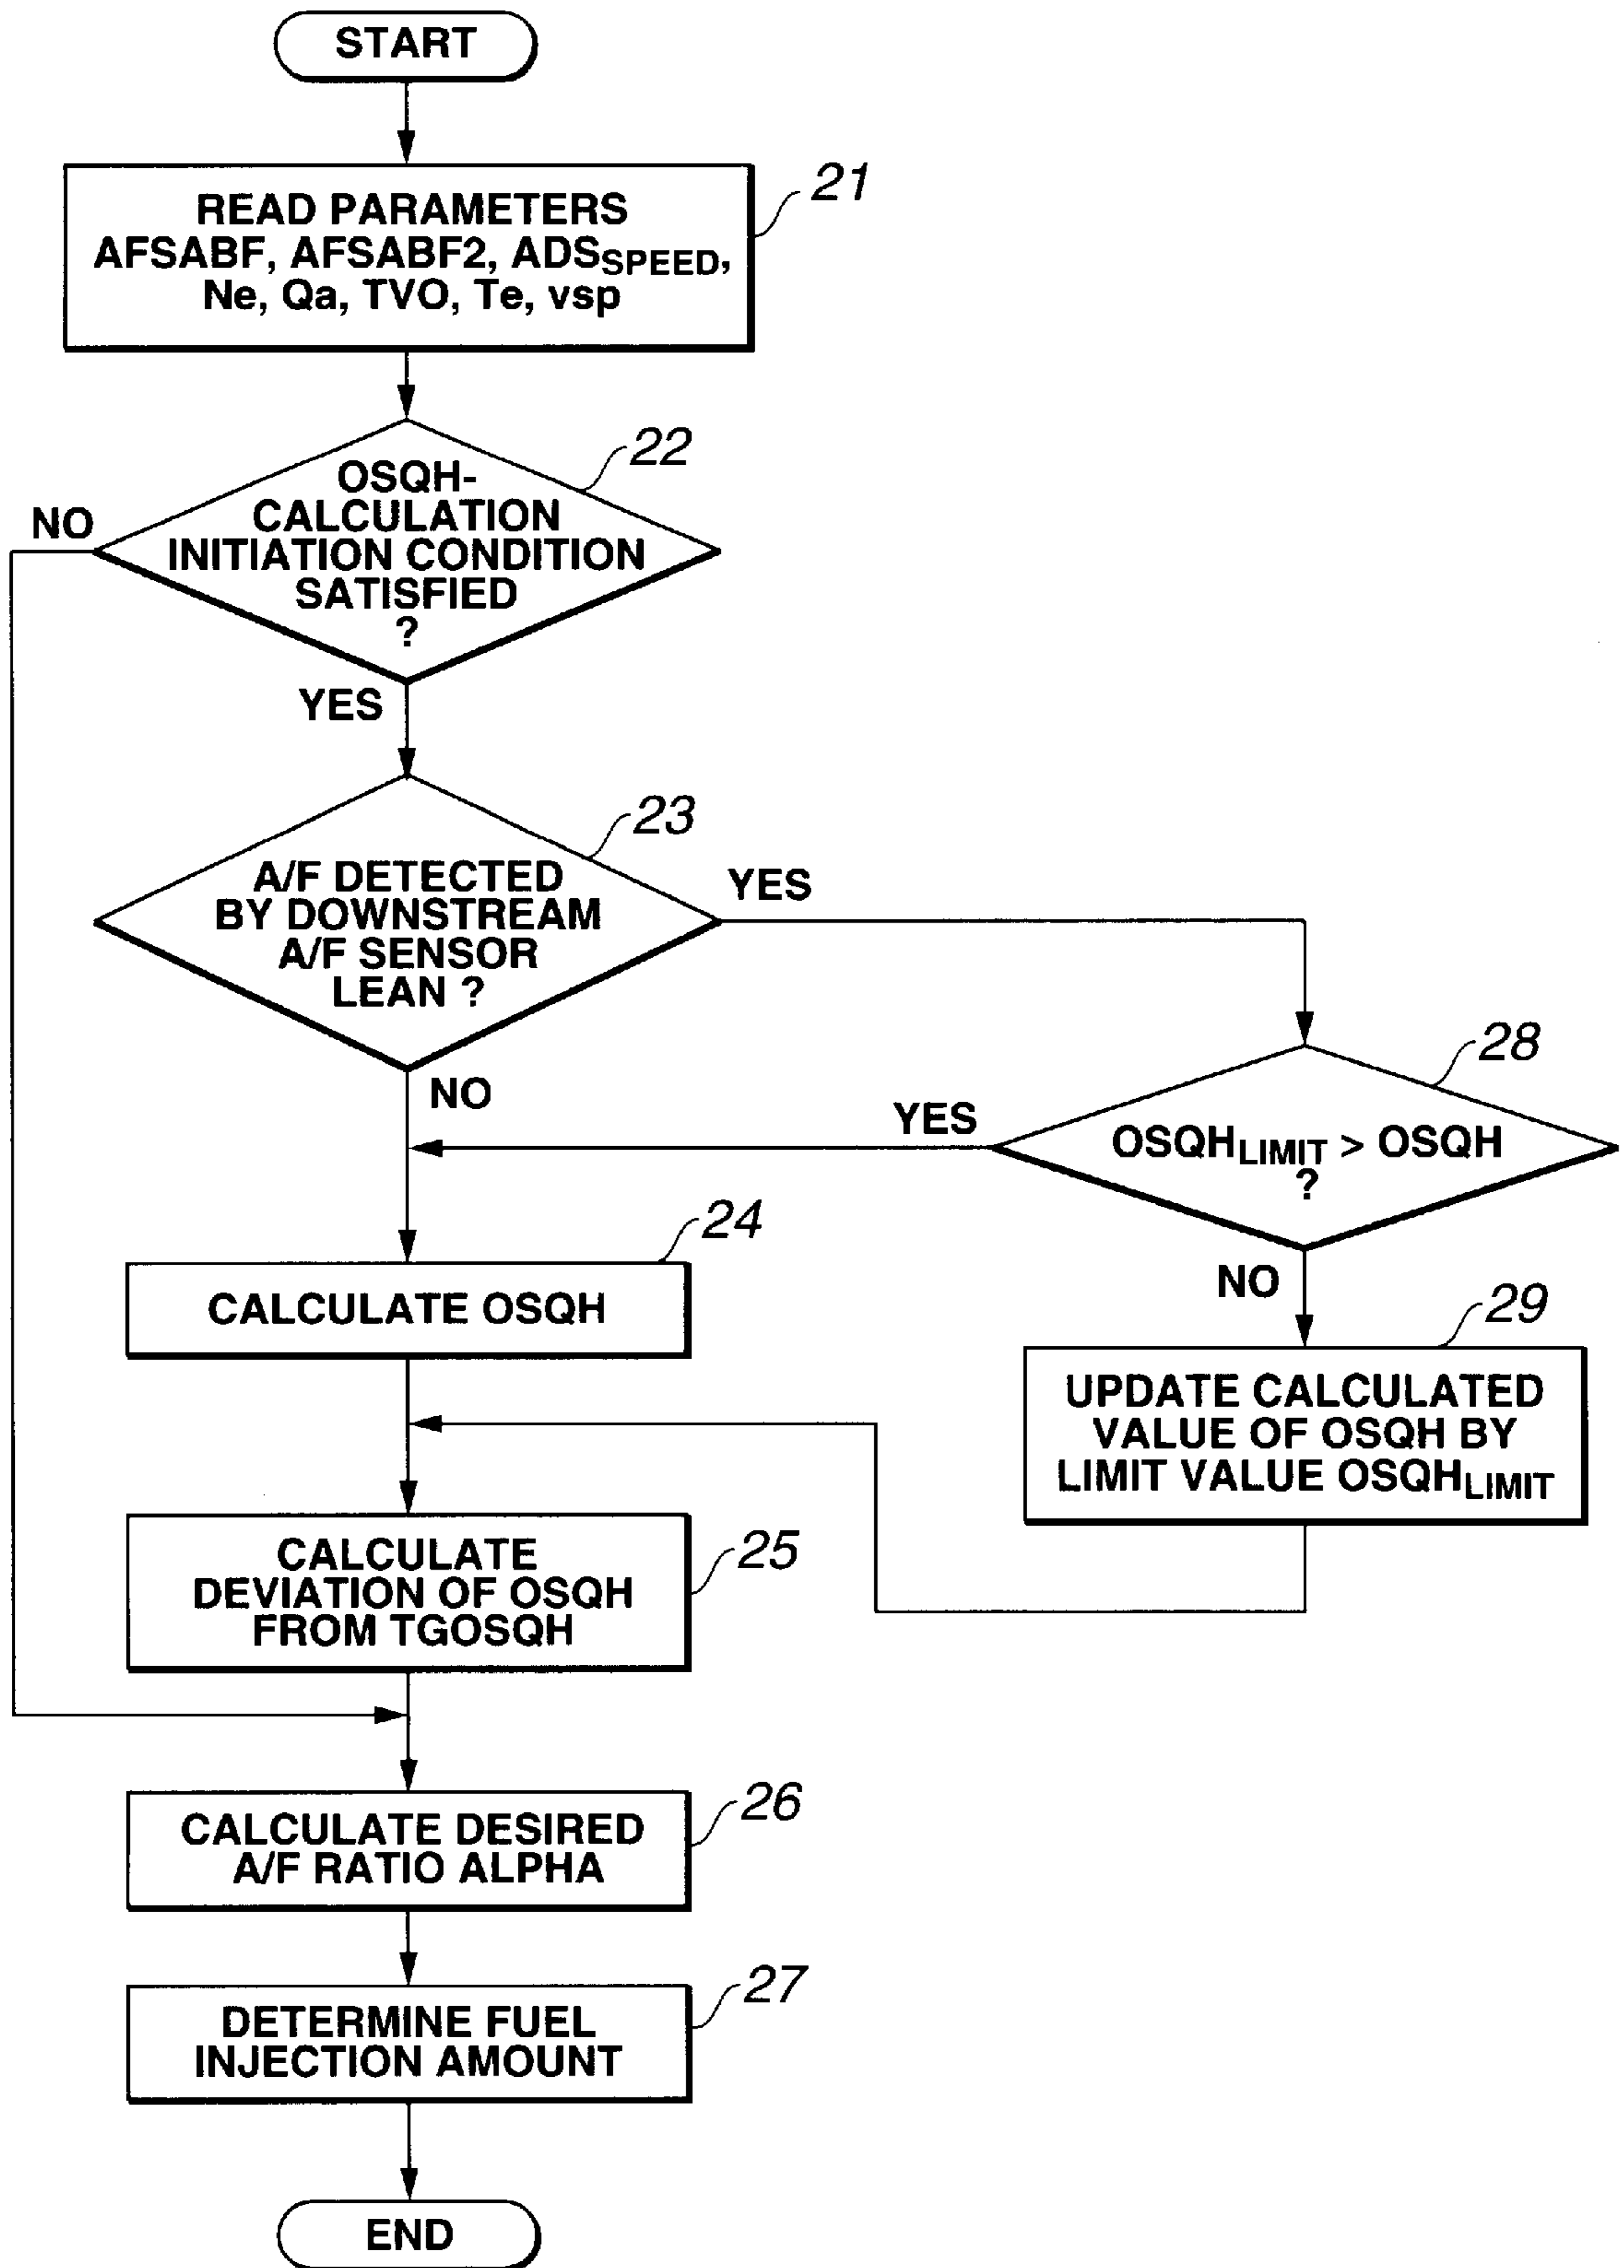 START
21
READ PARAMETERS
AFSABF, AFSABF2, ADSSPEED,
Ne, Qa, TVO, Te, vsp
22
OSQH-
CALCULATION
INITIATION CONDITION
SATISFIED
?
NO
YES
23
A/F DETECTED
BY DOWNSTREAM
A/F SENSOR
LEAN ?
YES
NO
28
OSQHLIMIT > OSQH
?
YES
NO
24
CALCULATE OSQH
29
UPDATE CALCULATED
VALUE OF OSQH BY
LIMIT VALUE OSQHLIMIT
25
CALCULATE
DEVIATION OF OSQH
FROM TGOSQH
26
CALCULATE DESIRED
A/F RATIO ALPHA
27
DETERMINE FUEL
INJECTION AMOUNT
END